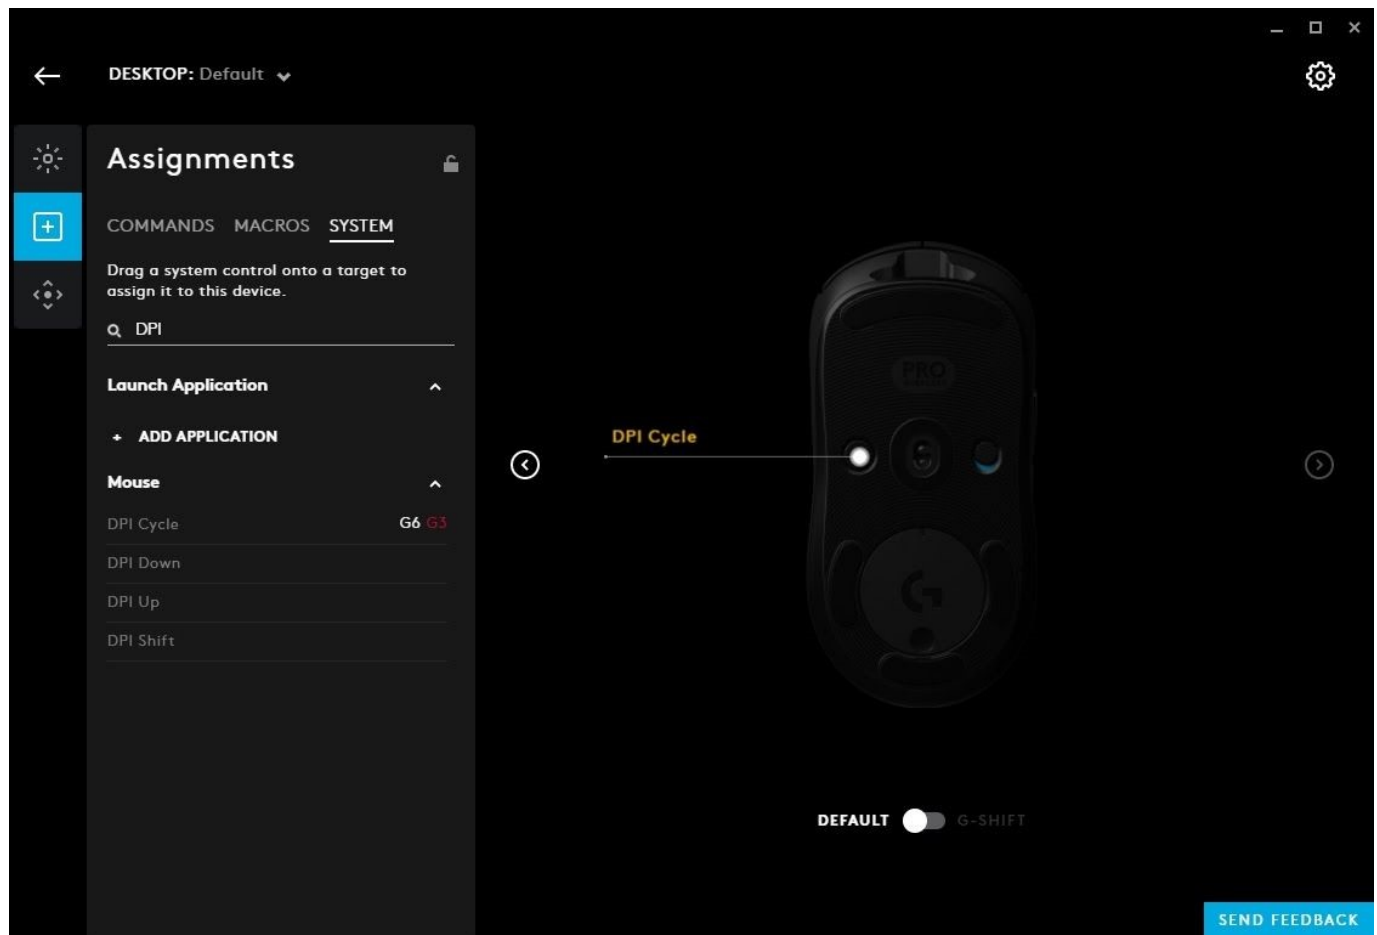 DESKTOP: Default
Assignments
COMMANDS MACROS SYSTEM
Drag a system control onto a target to
assign it to this device.
DPI
Launch Application
+ ADD APPLICATION
Mouse
DPI Cycle G6 G3
DPI Down
DPI Up
DPI Shift
PRO
WIRELESS
DPI Cycle
DEFAULT G-SHIFT
SEND FEEDBACK